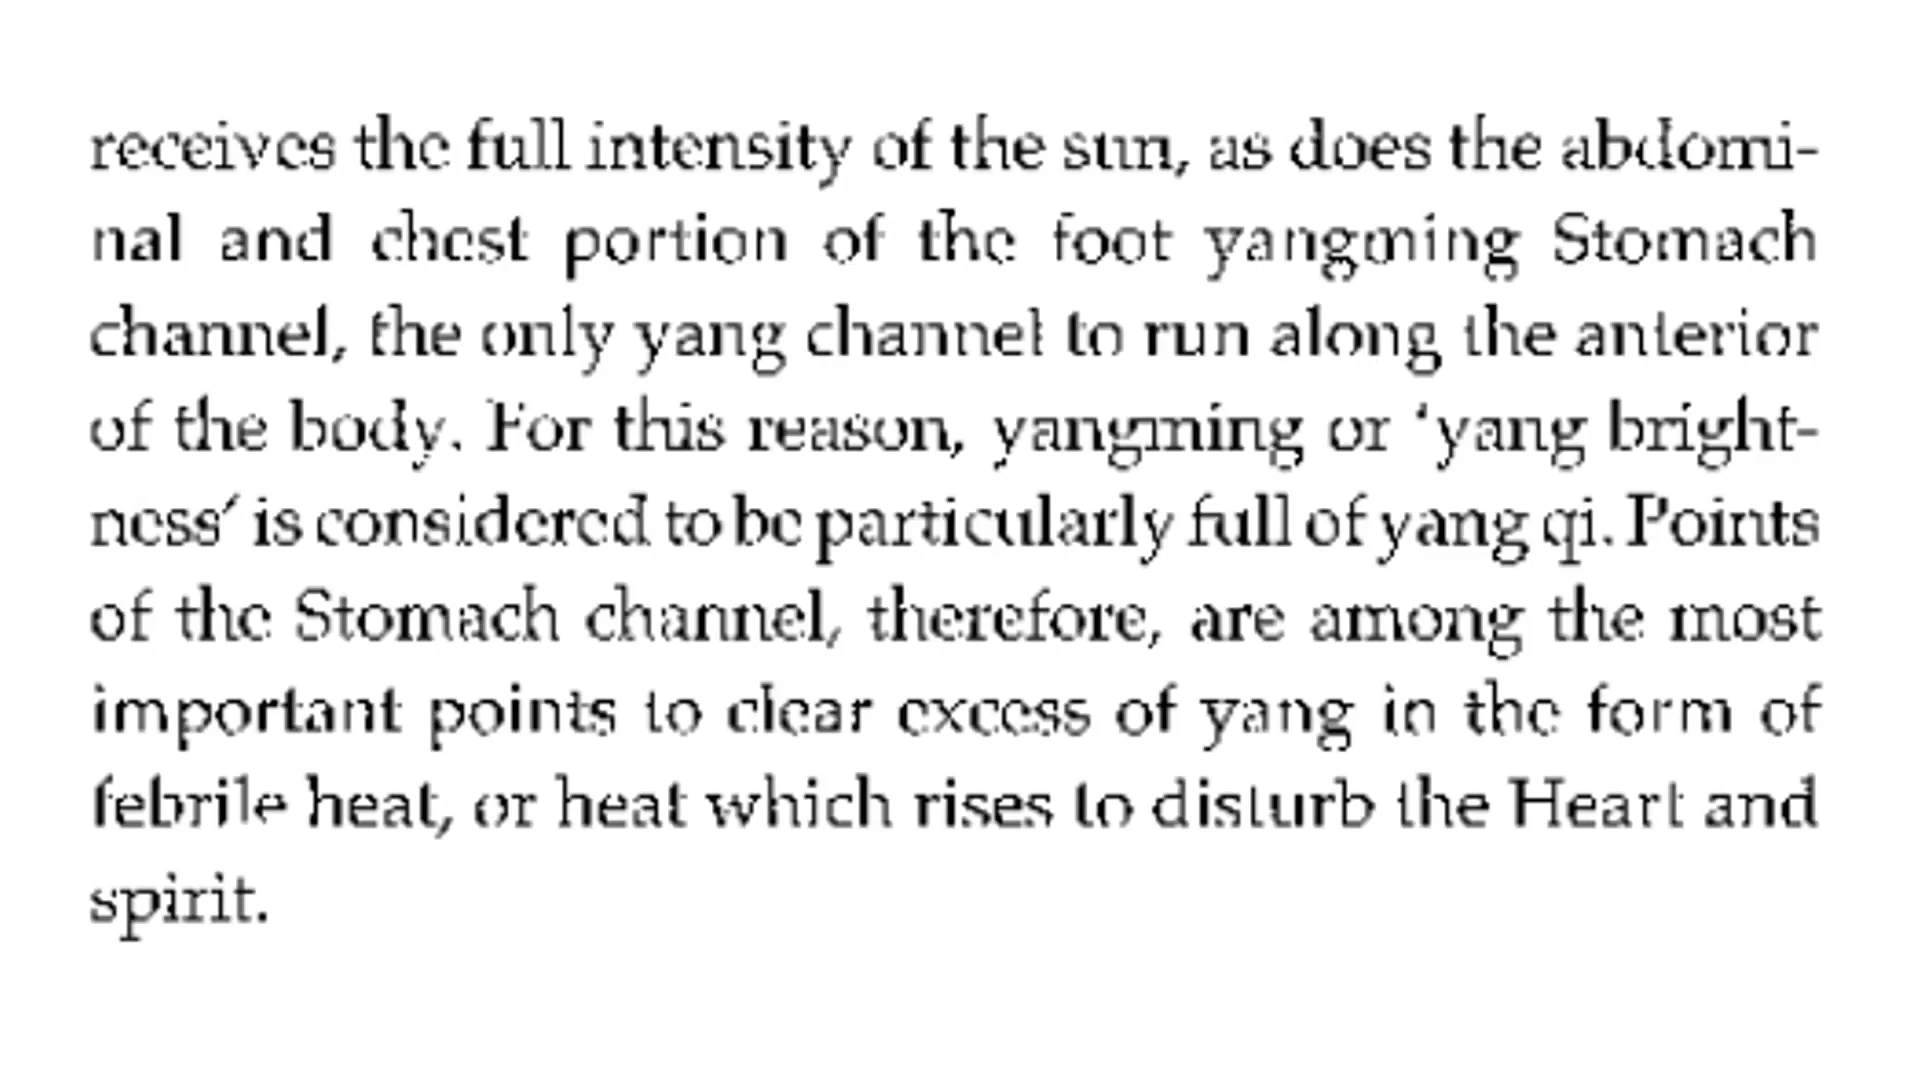 receives the full intensity of the sun, as does the abdomi-
nal and chest portion of the foot yangming Stomach
channel, the only yang channel to run along the anterior
of the body. For this reason, yangming or ‘yang bright-
ness’ is considered to be particularly full of yang qi. Points
of the Stomach channel, therefore, are among the most
important points to clear excess of yang in the form of
febrile heat, or heat which rises to disturb the Heart and
spirit.